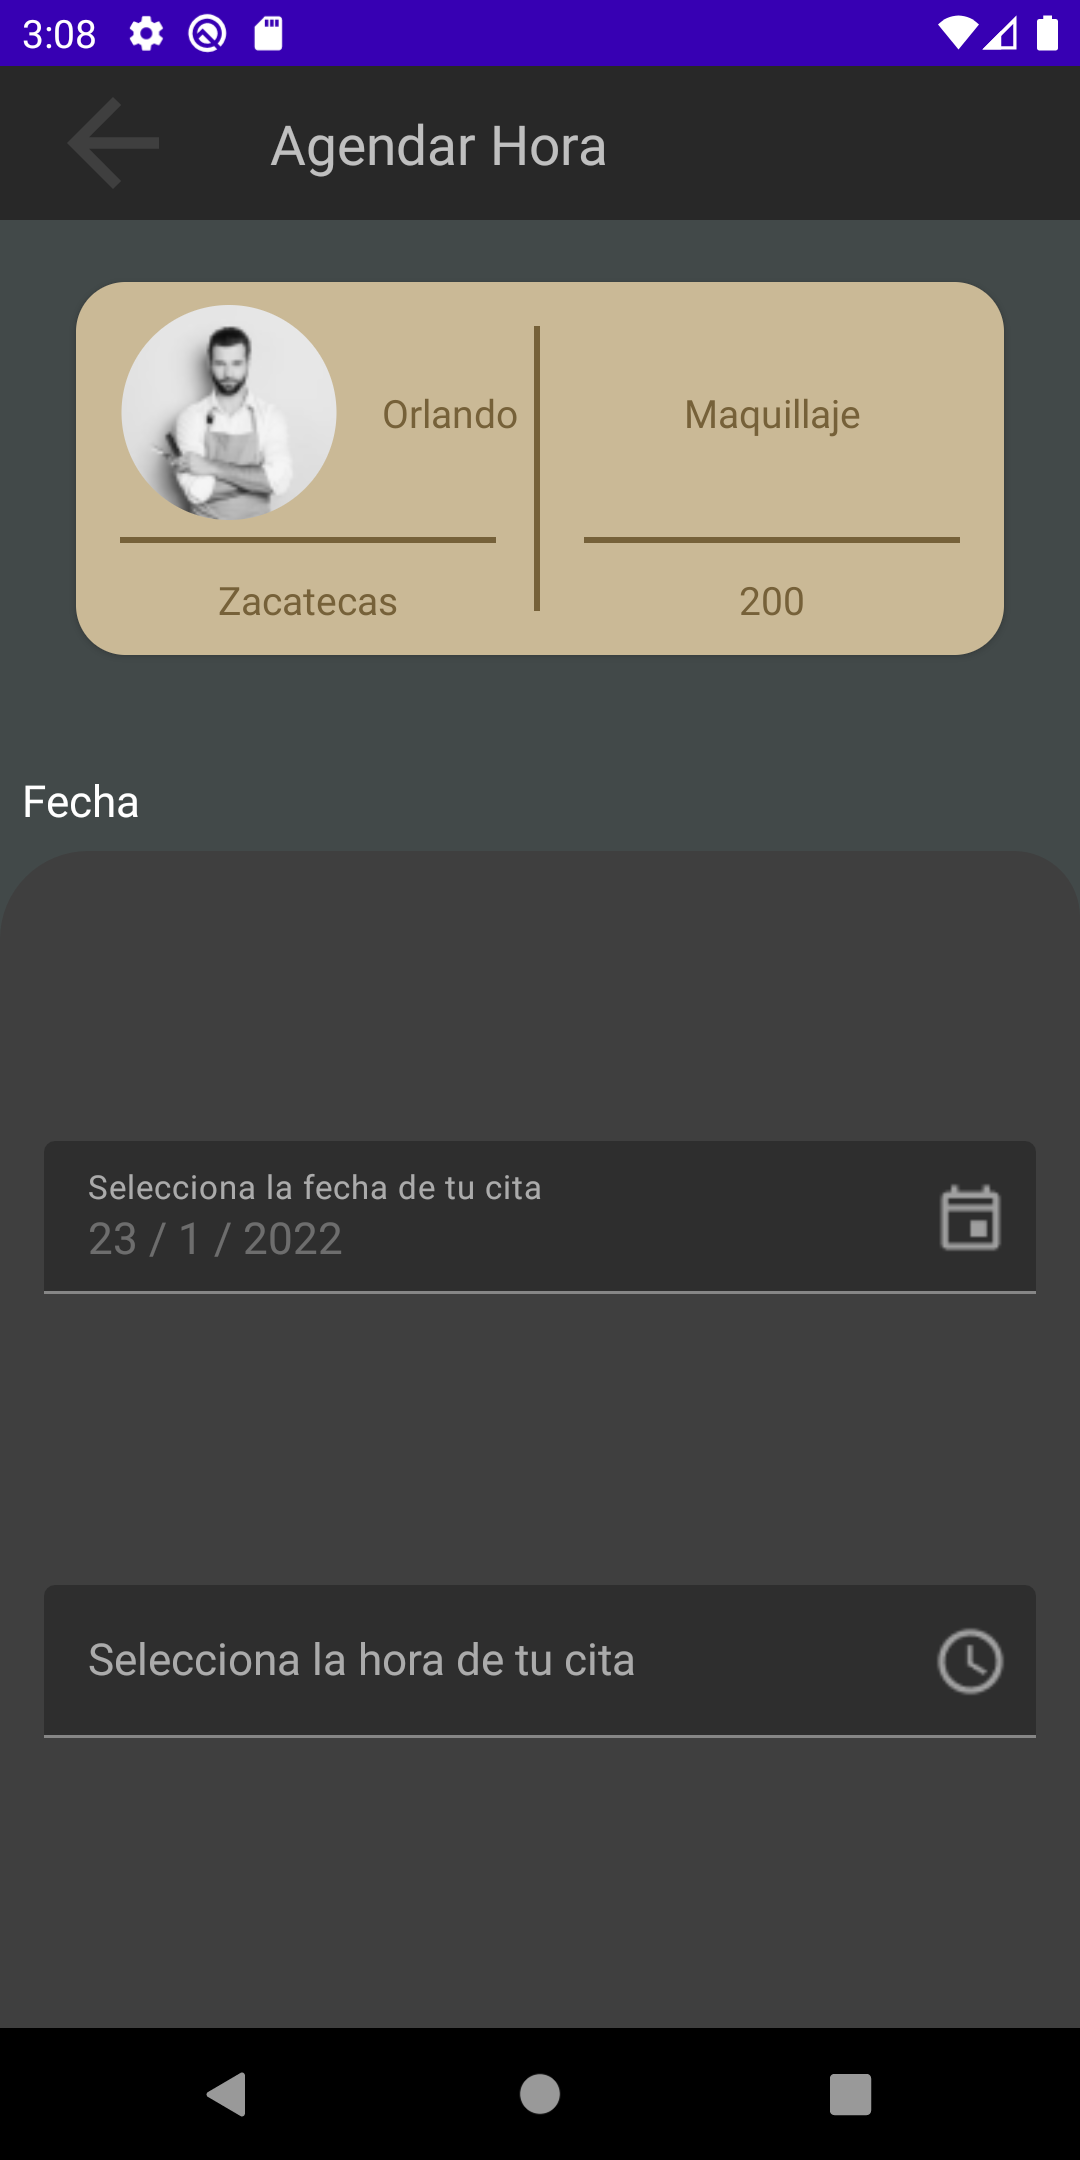 3:08
Agendar Hora
Orlando
Maquillaje
Zacatecas
200
Fecha
Selecciona la fecha de tu cita
23 / 1 / 2022
Selecciona la hora de tu cita